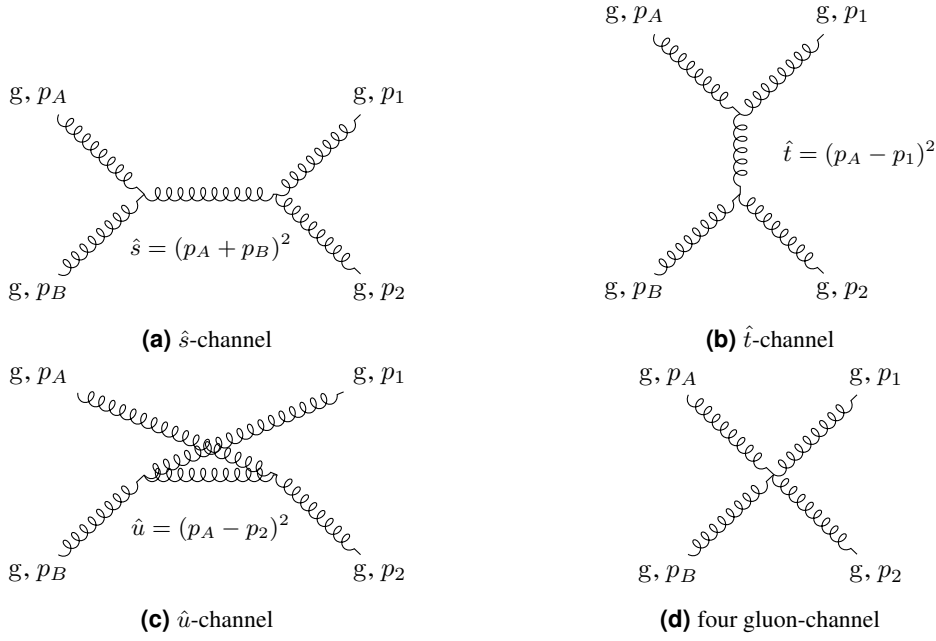 g, p_A g, p_1
ŝ = (p_A + p_B)^2
g, p_B g, p_2
(a) ŝ-channel
g, p_A g, p_1
t̂ = (p_A − p_1)^2
g, p_B g, p_2
(b) t̂-channel
g, p_A g, p_1
û = (p_A − p_2)^2
g, p_B g, p_2
(c) û-channel
g, p_A g, p_1
g, p_B g, p_2
(d) four gluon-channel